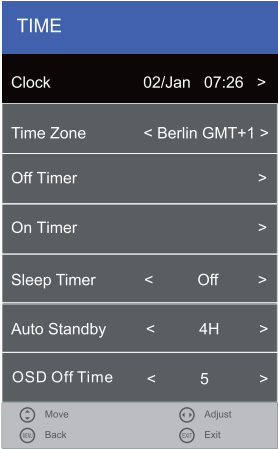 TIME
Clock 02/Jan 07:26 >
Time Zone < Berlin GMT+1 >
Off Timer >
On Timer >
Sleep Timer < Off >
Auto Standby < 4H >
OSD Off Time < 5 >
Move Adjust
MENU Back EXIT Exit